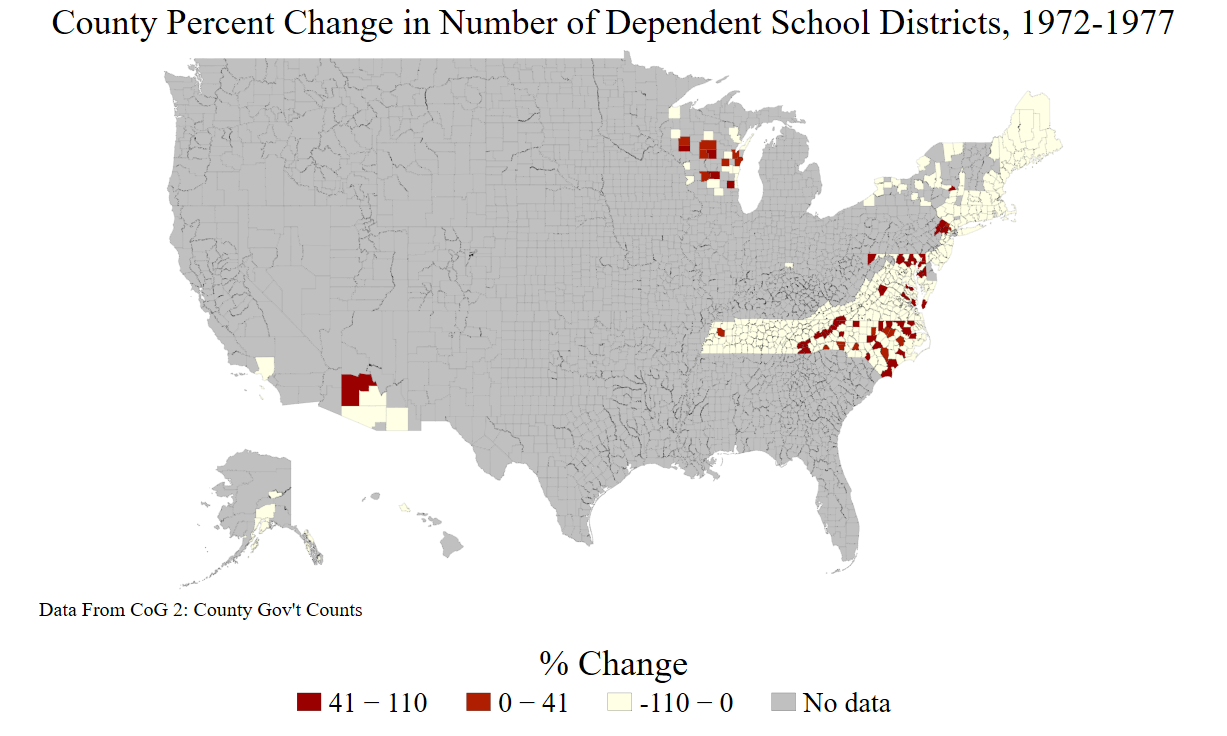 County Percent Change in Number of Dependent School Districts, 1972-1977
Data From CoG 2: County Gov't Counts
% Change
41 − 110 0 − 41 -110 − 0 No data